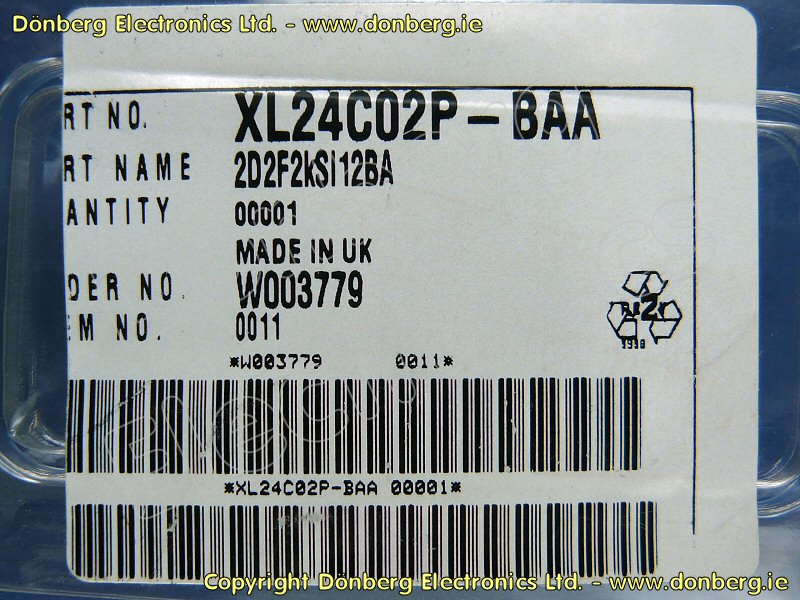 Dönberg Electronics Ltd. - www.donberg.ie
RT NO. XL24C02P-BAA
RT NAME 2D2F2kSI12BA
ANTITY 00001
MADE IN UK
DER NO. W003779
EM NO. 0011
*W003779 0011*
*XL24C02P-BAA 00001*
Copyright Dönberg Electronics Ltd. - www.donberg.ie